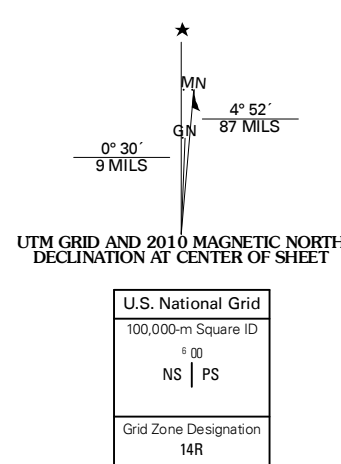 ★
MN
GN
4° 52´
87 MILS
0° 30´
9 MILS
UTM GRID AND 2010 MAGNETIC NORTH
DECLINATION AT CENTER OF SHEET
U.S. National Grid
100,000-m Square ID
6 00
NS | PS
Grid Zone Designation
14R